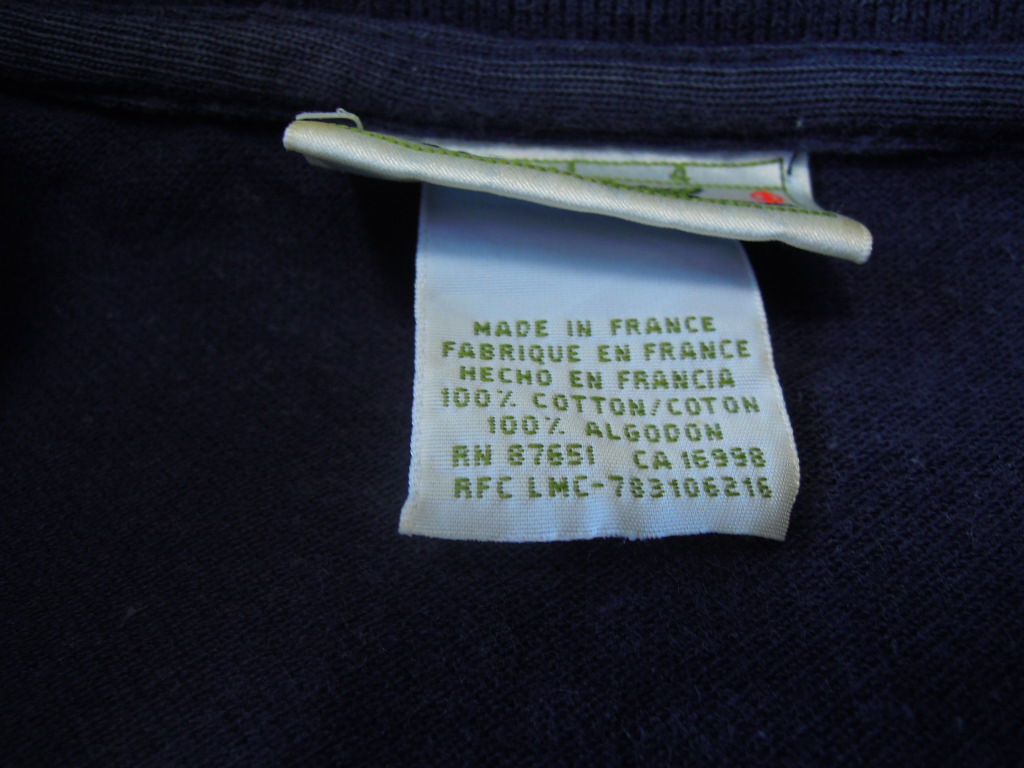 MADE IN FRANCE
FABRIQUE EN FRANCE
HECHO EN FRANCIA
100% COTTON/COTON
100% ALGODON
RN 87651 CA 16998
RFC LMC-783106216